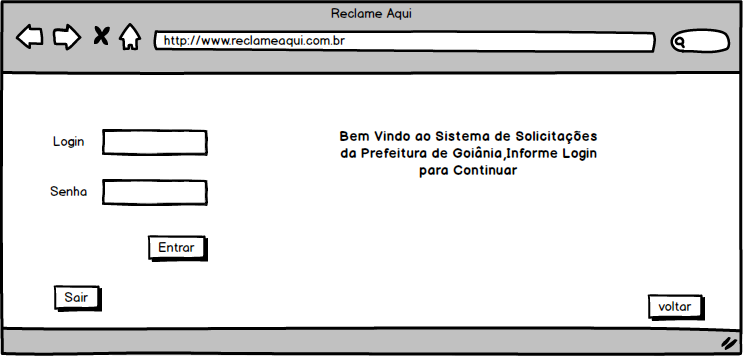 Reclame Aqui
http://www.reclameaqui.com.br
Bem Vindo ao Sistema de Solicitações
da Prefeitura de Goiânia,Informe Login
para Continuar
Login
Senha
Entrar
Sair
voltar